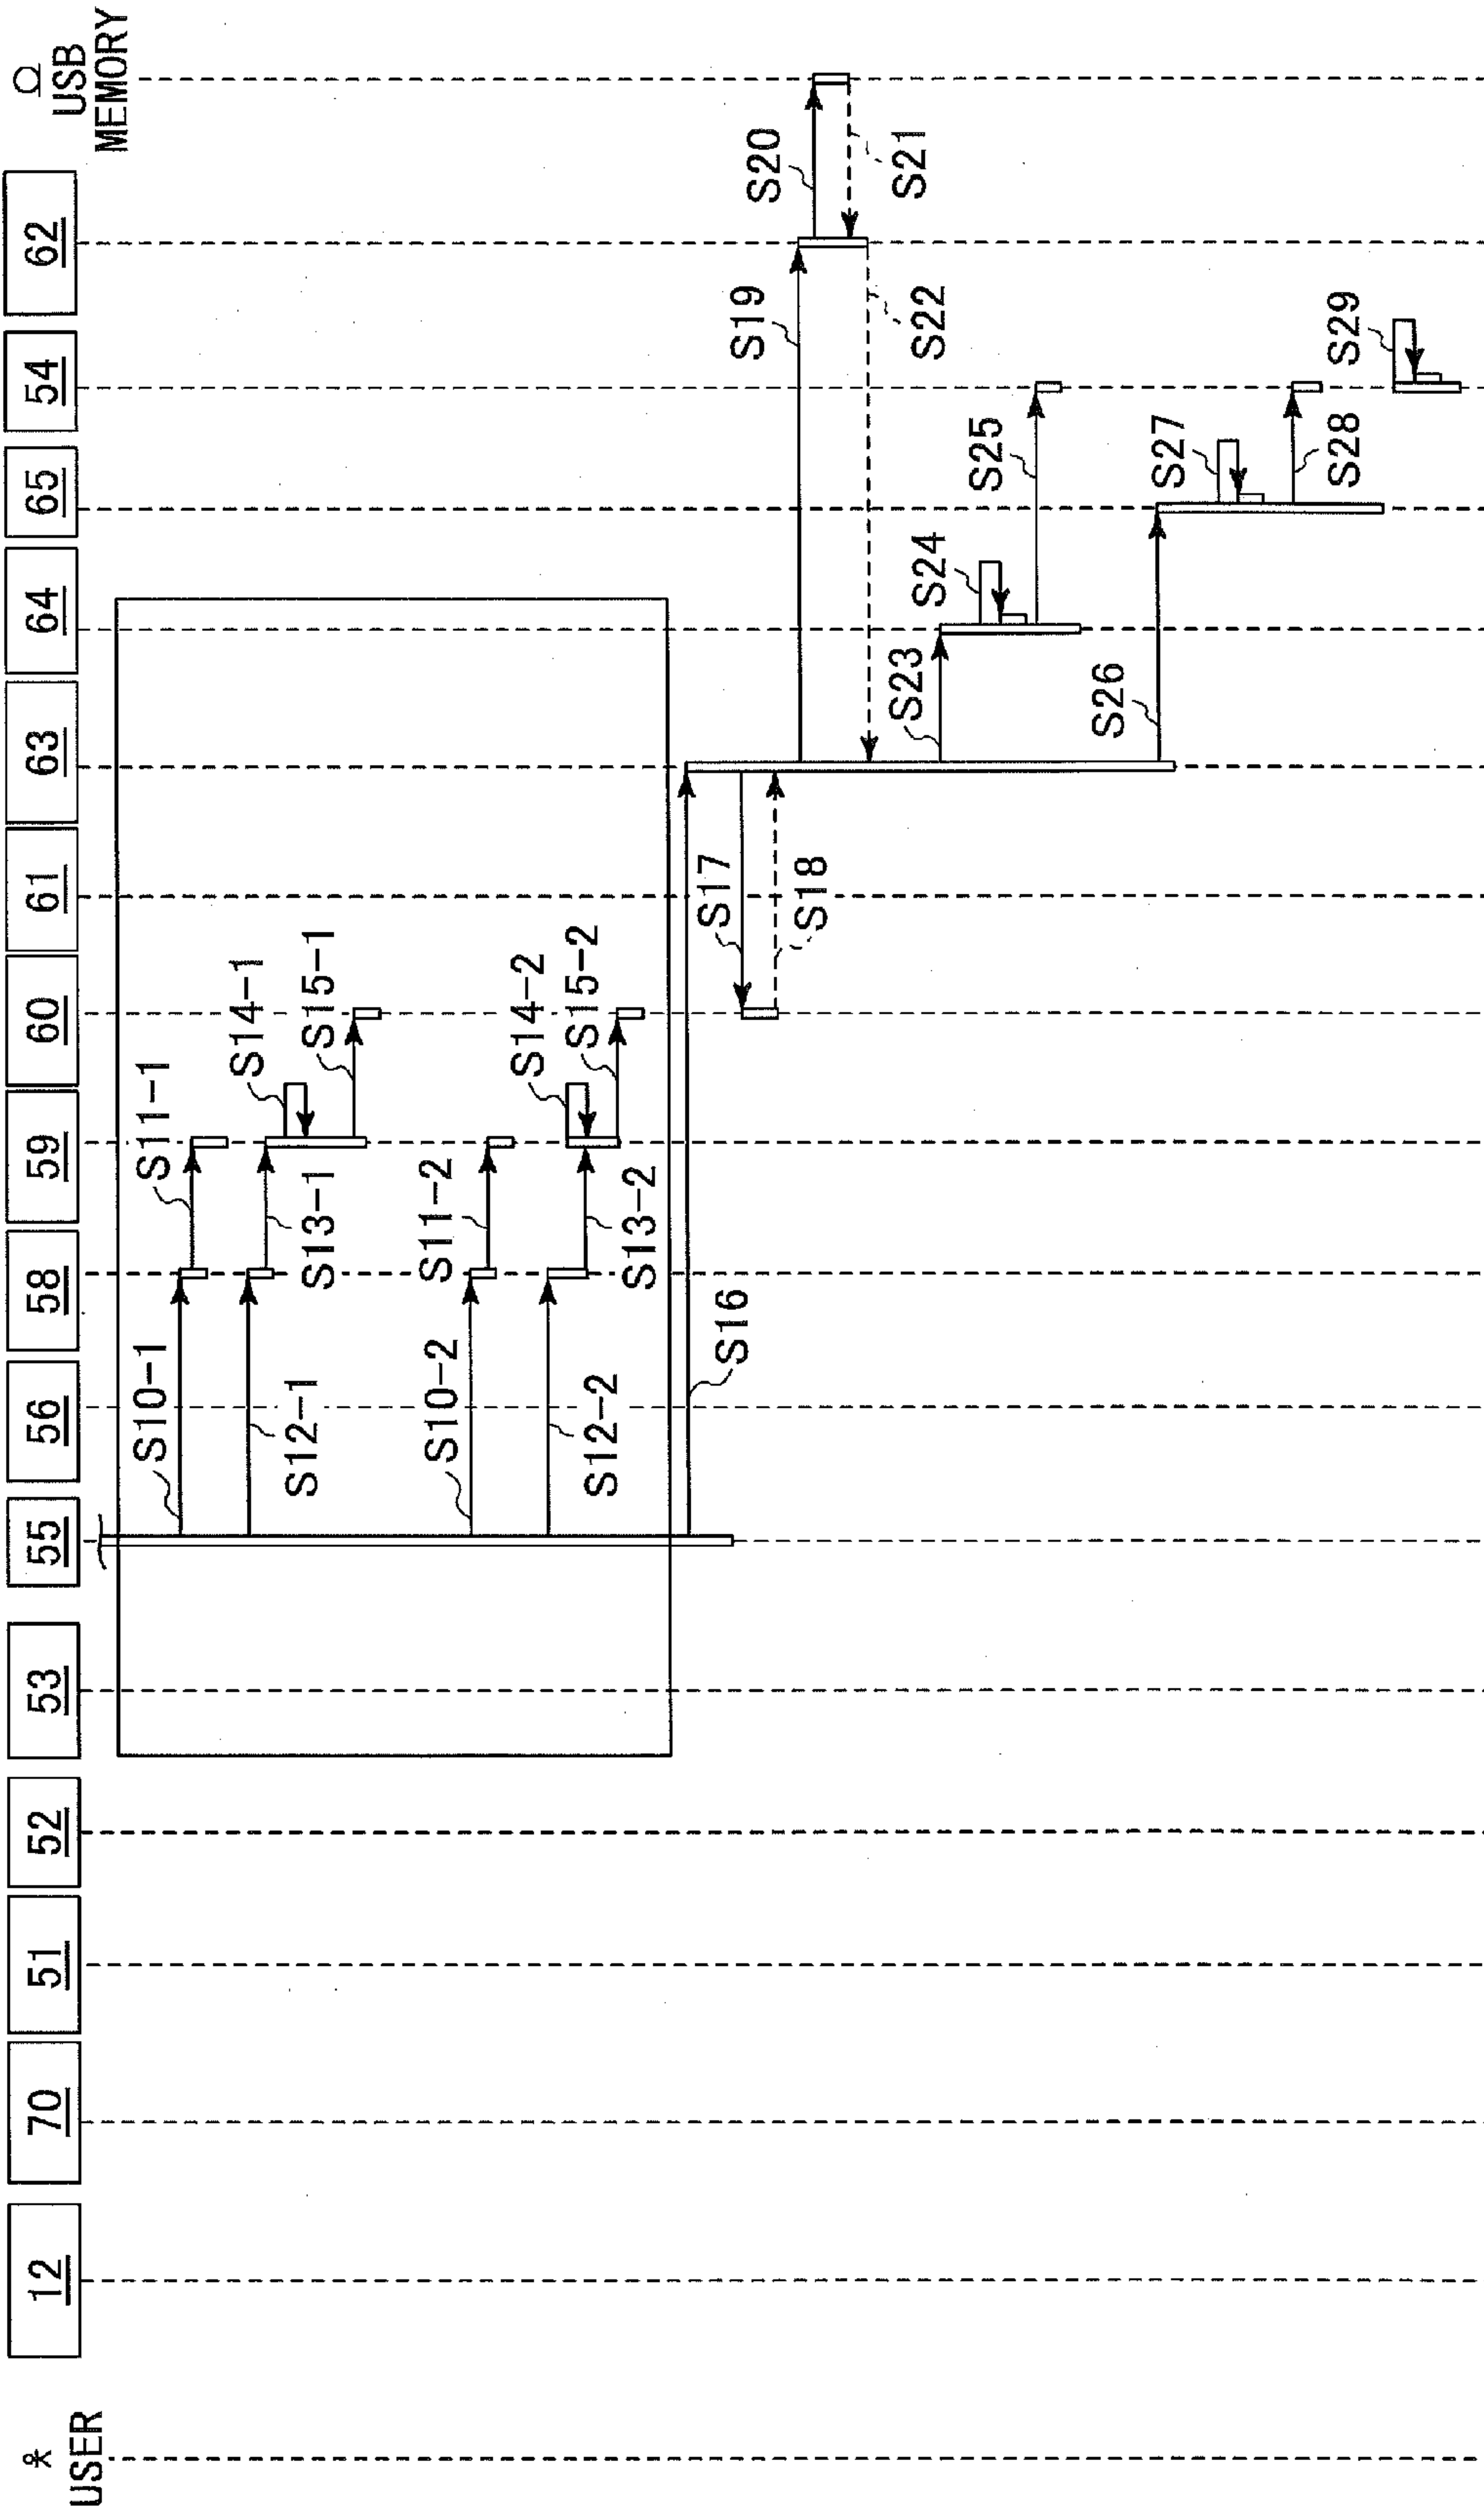 USER
12
70
51
52
53
55
56
58
59
60
61
63
64
65
54
62
USB
MEMORY
S10-1
S11-1
S12-1
S13-1
S14-1
S15-1
S10-2
S11-2
S12-2
S13-2
S14-2
S15-2
S16
S17
S18
S19
S20
S21
S22
S23
S24
S25
S26
S27
S28
S29